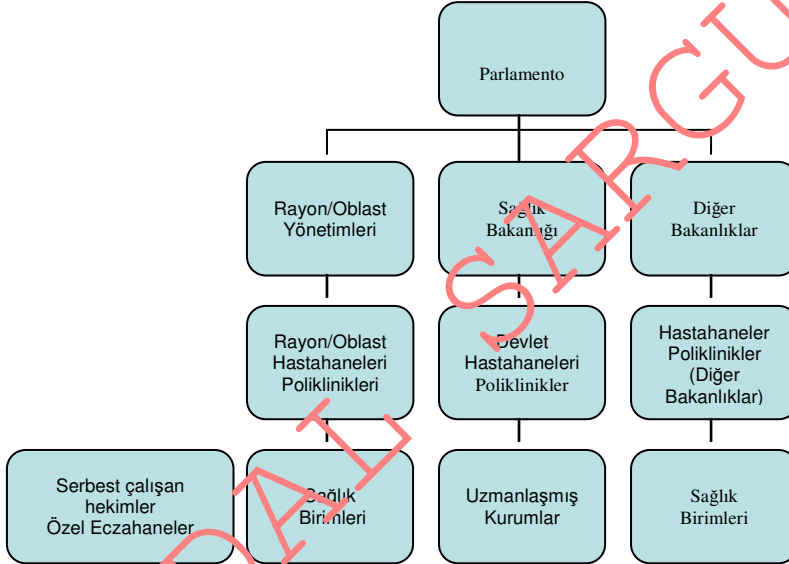 Parlamento
Rayon/Oblast
Yönetimleri
Sağlık
Bakanlığı
Diğer
Bakanlıklar
Rayon/Oblast
Hastahaneleri
Poliklinikleri
Devlet
Hastahaneleri
Poliklinikler
Hastahaneler
Poliklinikler
(Diğer
Bakanlıklar)
Serbest çalışan
hekimler
Özel Eczahaneler
Sağlık
Birimleri
Uzmanlaşmış
Kurumlar
Sağlık
Birimleri